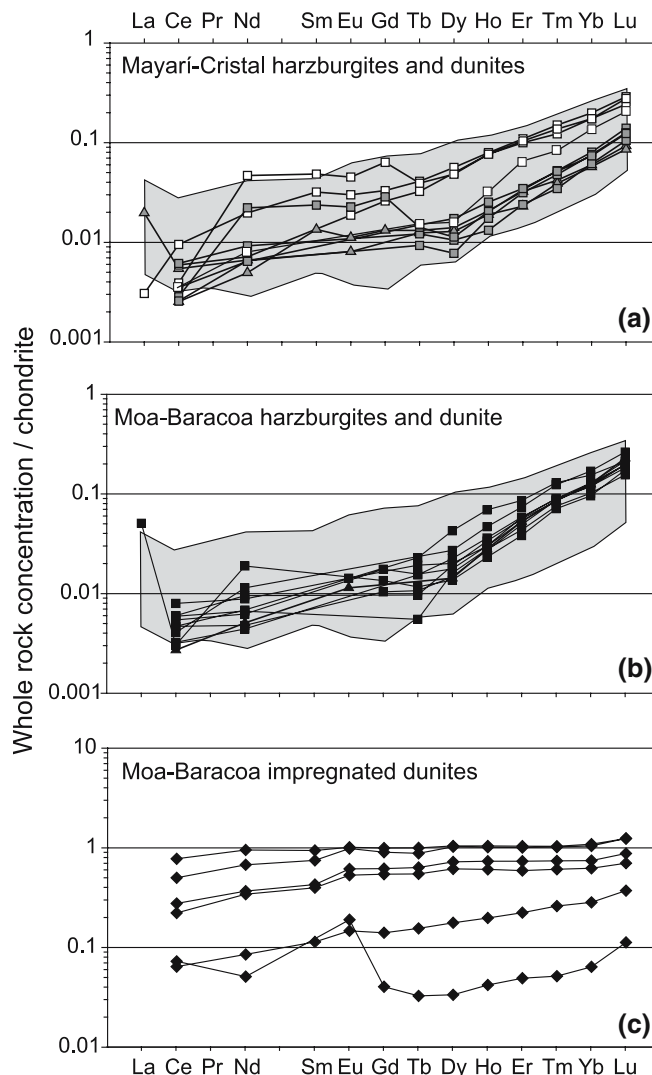 La Ce Pr Nd Sm Eu Gd Tb Dy Ho Er Tm Yb Lu
1
Mayarí-Cristal harzburgites and dunites
0.1
0.01
0.001
(a)
1
Moa-Baracoa harzburgites and dunite
0.1
0.01
0.001
(b)
Whole rock concentration / chondrite
10
Moa-Baracoa impregnated dunites
1
0.1
0.01
(c)
La Ce Pr Nd Sm Eu Gd Tb Dy Ho Er Tm Yb Lu